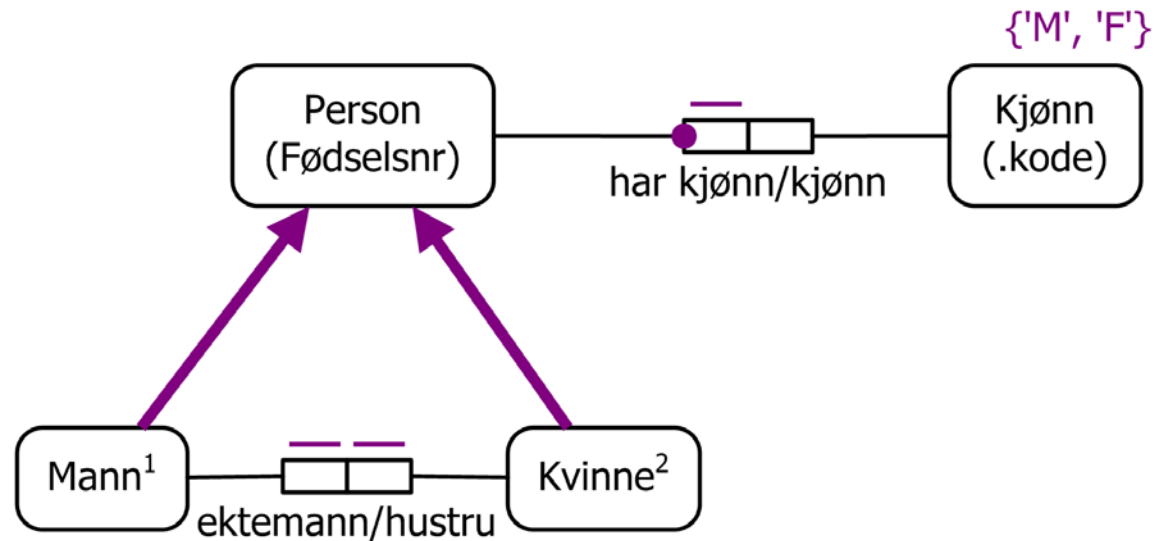 {'M', 'F'}
Person
(Fødselsnr)
Kjønn
(.kode)
har kjønn/kjønn
Mann¹
Kvinne²
ektemann/hustru